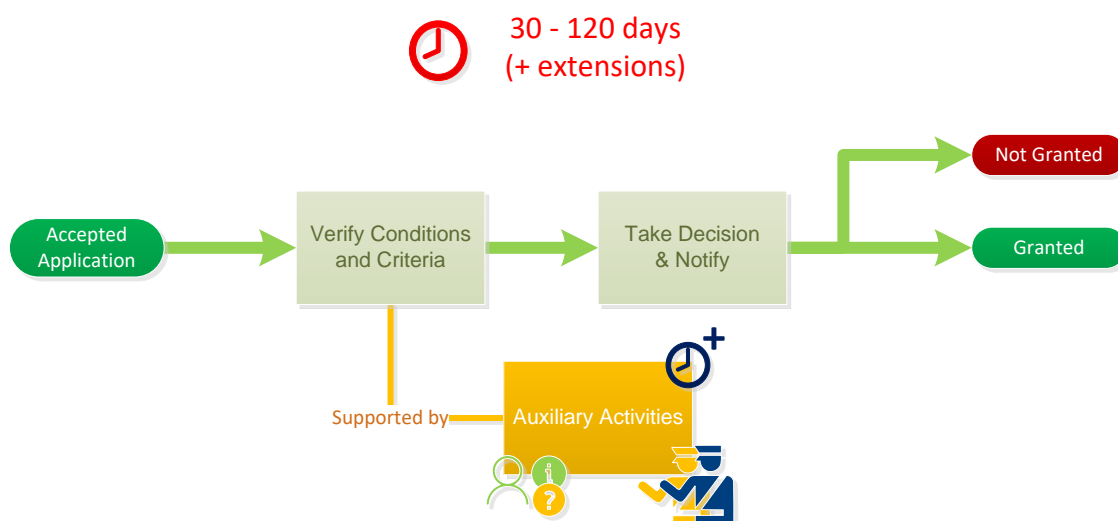 30 - 120 days
(+ extensions)
Not Granted
Accepted
Application
Verify Conditions
and Criteria
Take Decision
& Notify
Granted
Supported by
Auxiliary Activities
i
?